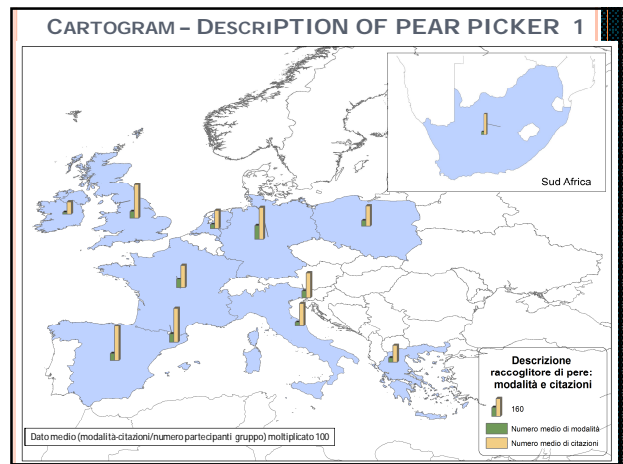 CARTOGRAM – DESCRIPTION OF PEAR PICKER 1
Sud Africa
Descrizione
raccoglitore di pere:
modalità e citazioni
160
Numero medio di modalità
Numero medio di citazioni
Dato medio (modalità-citazioni/numero partecipanti gruppo) moltiplicato 100